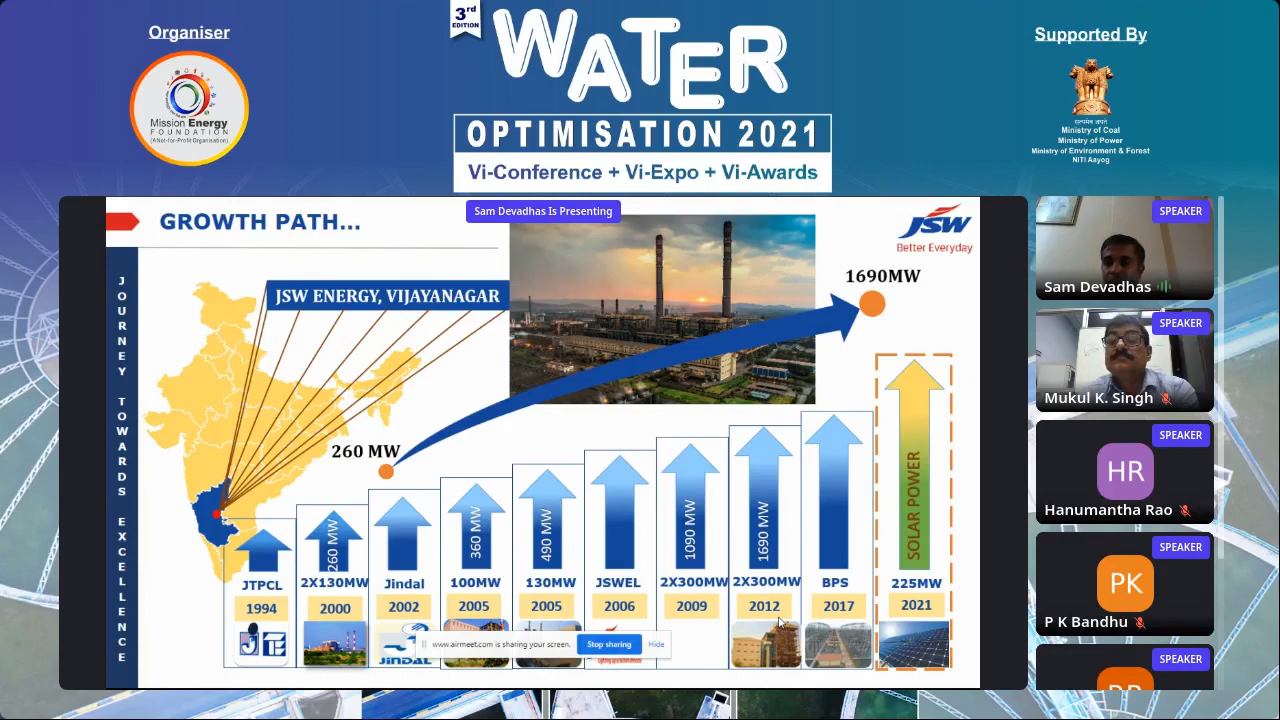 Organiser
Mission Energy
FOUNDATION
(A Not-for-Profit Organisation)
3rd
EDITION
WATER
OPTIMISATION 2021
Vi-Conference + Vi-Expo + Vi-Awards
Supported By
सत्यमेव जयते
Ministry of Coal
Ministry of Power
Ministry of Environment & Forest
NITI Aayog
Sam Devadhas Is Presenting
GROWTH PATH...
JSW
Better Everyday
JOURNEY TOWARDS EXCELLENCE
JSW ENERGY, VIJAYANAGAR
1690MW
260 MW
260 MW
360 MW
490 MW
1090 MW
1690 MW
SOLAR POWER
JTPCL
2X130MW
Jindal
100MW
130MW
JSWEL
2X300MW
2X300MW
BPS
225MW
1994
2000
2002
2005
2005
2006
2009
2012
2017
2021
JINDAL
www.airmeet.com is sharing your screen.
Stop sharing
Hide
SPEAKER
Sam Devadhas
SPEAKER
Mukul K. Singh
SPEAKER
HR
Hanumantha Rao
SPEAKER
PK
P K Bandhu
SPEAKER